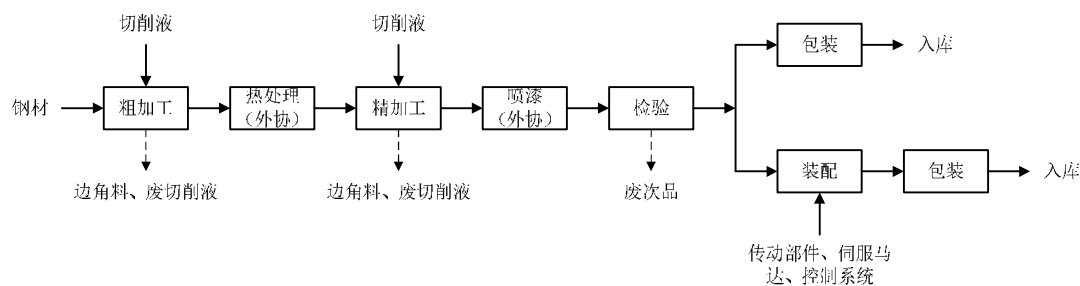 切削液
切削液
包装
入库
钢材
粗加工
热处理
（外协）
精加工
喷漆
（外协）
检验
边角料、废切削液
边角料、废切削液
废次品
装配
包装
入库
传动部件、伺服马
达、控制系统